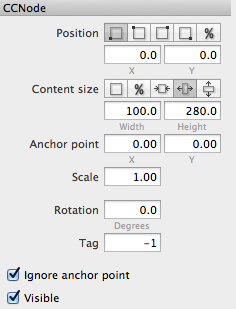 CCNode
Position %
0.0 0.0
X Y
Content size %
100.0 280.0
Width Height
Anchor point 0.00 0.00
X Y
Scale 1.00
Rotation 0.0
Degrees
Tag -1
Ignore anchor point
Visible